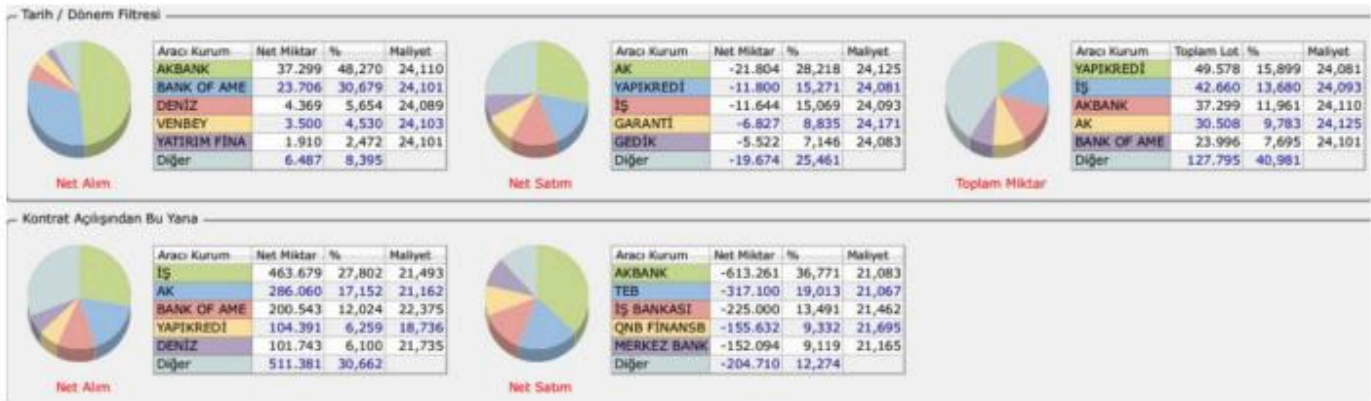 Tarih / Dönem Filtresi
Aracı Kurum Net Miktar % Maliyet
AKBANK 37.299 48,270 24,110
BANK OF AME 23.706 30,679 24,101
DENİZ 4.369 5,654 24,089
VENBEY 3.500 4,530 24,103
YATIRIM FİNA 1.910 2,472 24,101
Diğer 6.487 8,395
Net Alım
Aracı Kurum Net Miktar % Maliyet
AK -21.804 28,218 24,125
YAPIKREDİ -11.800 15,271 24,081
İŞ -11.644 15,069 24,093
GARANTİ -6.827 8,835 24,171
GEDİK -5.522 7,146 24,083
Diğer -19.674 25,461
Net Satım
Aracı Kurum Toplam Lot % Maliyet
YAPIKREDİ 49.578 15,899 24,081
İŞ 42.660 13,680 24,093
AKBANK 37.299 11,961 24,110
AK 30.508 9,783 24,125
BANK OF AME 23.996 7,695 24,101
Diğer 127.795 40,981
Toplam Miktar
Kontrat Açılışından Bu Yana
Aracı Kurum Net Miktar % Maliyet
İŞ 463.679 27,802 21,493
AK 286.060 17,152 21,162
BANK OF AME 200.543 12,024 22,375
YAPIKREDİ 104.391 6,259 18,736
DENİZ 101.743 6,100 21,735
Diğer 511.381 30,662
Net Alım
Aracı Kurum Net Miktar % Maliyet
AKBANK -613.261 36,771 21,083
TEB -317.100 19,013 21,067
İŞ BANKASI -225.000 13,491 21,462
QNB FİNANSB -155.632 9,332 21,695
MERKEZ BANK -152.094 9,119 21,165
Diğer -204.710 12,274
Net Satım